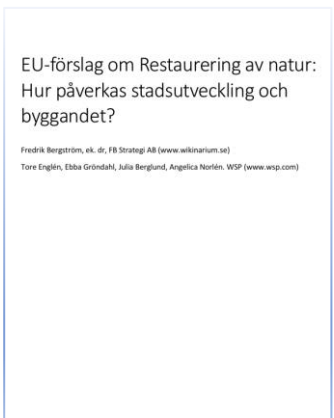 EU-förslag om Restaurering av natur:
Hur påverkas stadsutveckling och
byggandet?
Fredrik Bergström, ek. dr, FB Strategi AB (www.wikinarium.se)
Tore Englén, Ebba Gröndahl, Julia Berglund, Angelica Norlén. WSP (www.wsp.com)